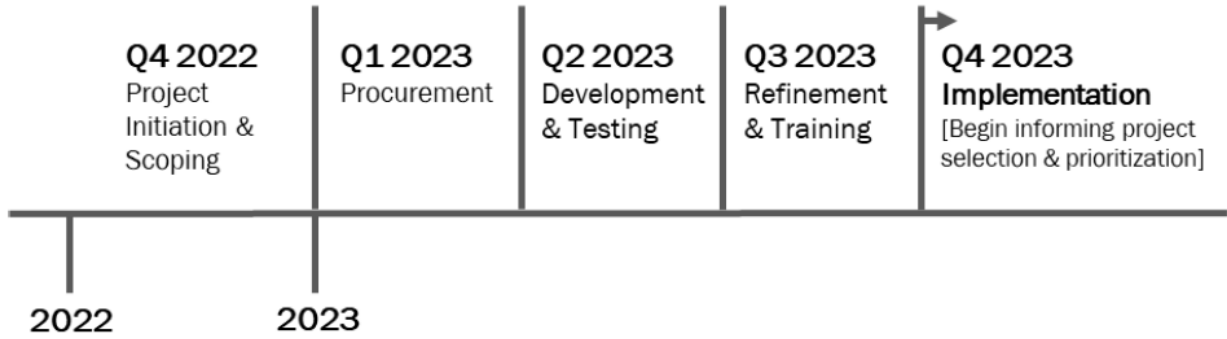 Q4 2022
Project
Initiation &
Scoping
Q1 2023
Procurement
Q2 2023
Development
& Testing
Q3 2023
Refinement
& Training
Q4 2023
Implementation
[Begin informing project
selection & prioritization]
2022
2023